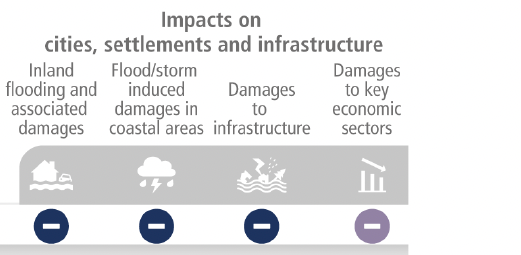 Impacts on
cities, settlements and infrastructure
Inland
flooding and
associated
damages
Flood/storm
induced
damages in
coastal areas
Damages
to
infrastructure
Damages
to key
economic
sectors